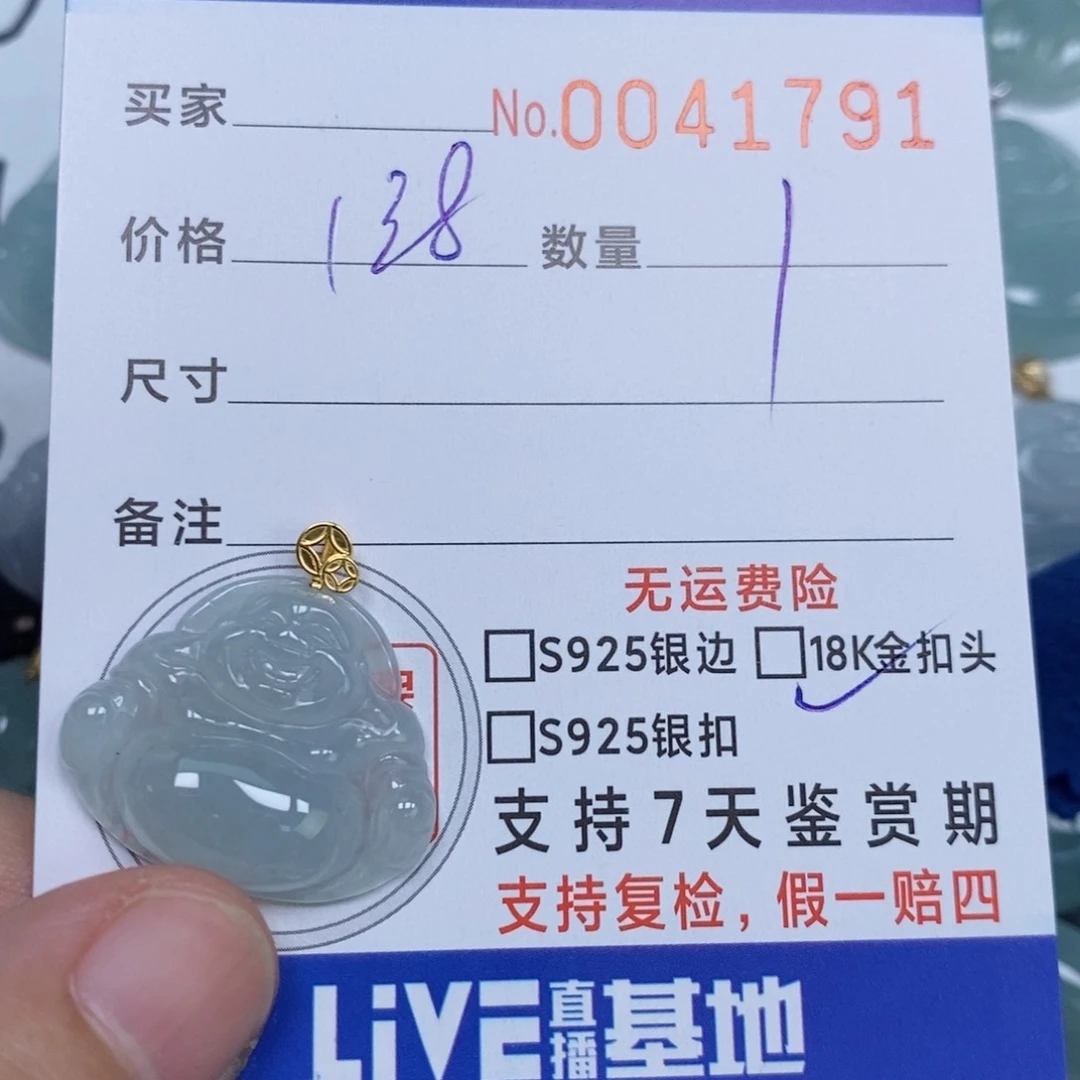 买家 No.0041791
价格 138 数量 1
尺寸
备注
无运费险
S925银边 18K金扣头
S925银扣
支持7天鉴赏期
支持复检，假一赔四
LiVE直播基地